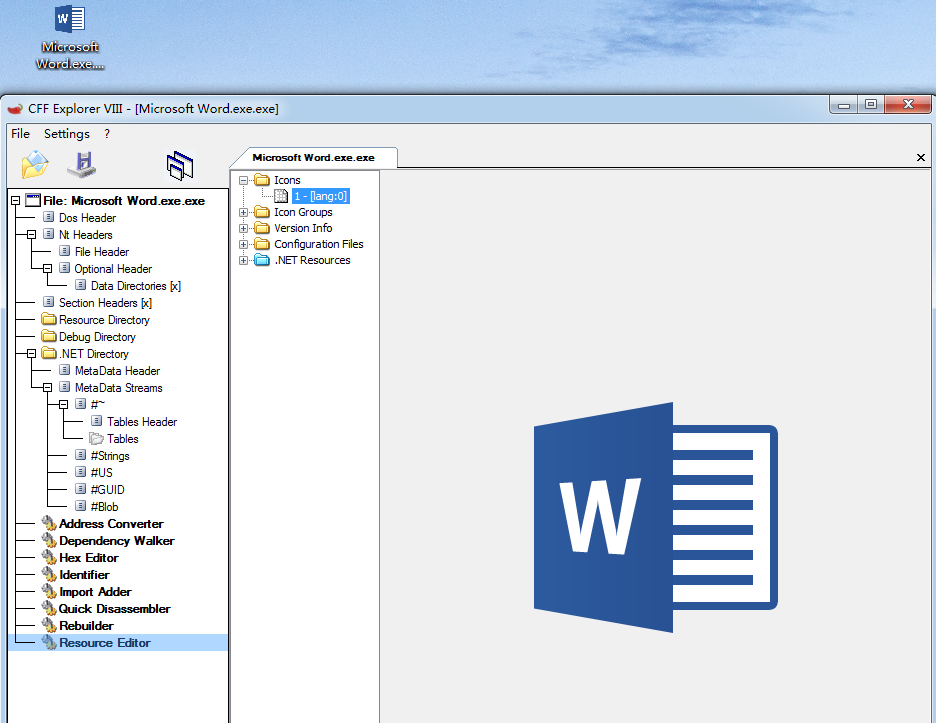 Microsoft
Word.exe....
CFF Explorer VIII - [Microsoft Word.exe.exe]
File Settings ?
Microsoft Word.exe.exe
File: Microsoft Word.exe.exe
Dos Header
Nt Headers
File Header
Optional Header
Data Directories [x]
Section Headers [x]
Resource Directory
Debug Directory
.NET Directory
MetaData Header
MetaData Streams
#~
Tables Header
Tables
#Strings
#US
#GUID
#Blob
Address Converter
Dependency Walker
Hex Editor
Identifier
Import Adder
Quick Disassembler
Rebuilder
Resource Editor
Icons
1 - [lang:0]
Icon Groups
Version Info
Configuration Files
.NET Resources
W